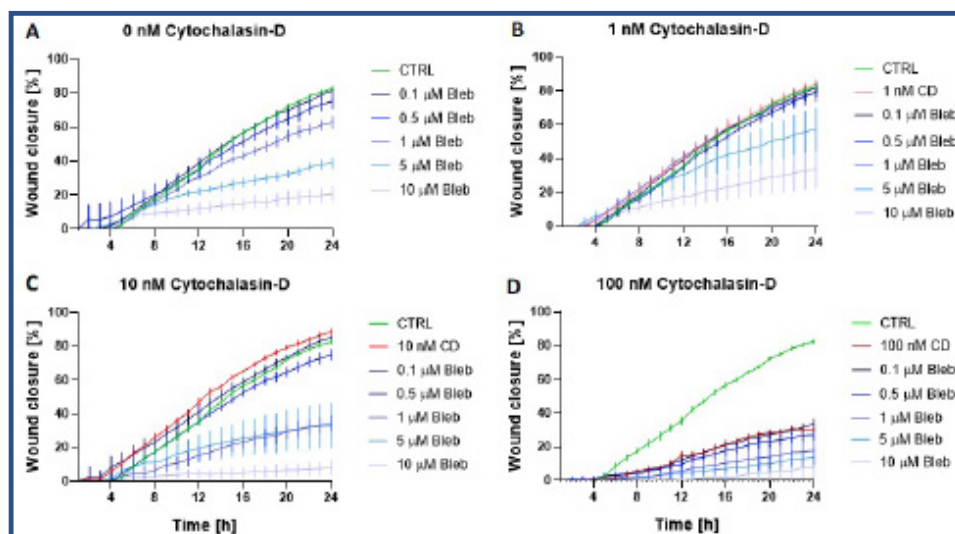 A
0 nM Cytochalasin-D
Wound closure [%]
100
80
60
40
20
0
4 8 12 16 20 24
CTRL
0.1 µM Bleb
0.5 µM Bleb
1 µM Bleb
5 µM Bleb
10 µM Bleb
B
1 nM Cytochalasin-D
Wound closure [%]
100
80
60
40
20
0
4 8 12 16 20 24
CTRL
1 nM CD
0.1 µM Bleb
0.5 µM Bleb
1 µM Bleb
5 µM Bleb
10 µM Bleb
C
10 nM Cytochalasin-D
Wound closure [%]
100
80
60
40
20
0
4 8 12 16 20 24
Time [h]
CTRL
10 nM CD
0.1 µM Bleb
0.5 µM Bleb
1 µM Bleb
5 µM Bleb
10 µM Bleb
D
100 nM Cytochalasin-D
Wound closure [%]
100
80
60
40
20
0
4 8 12 16 20 24
Time [h]
CTRL
100 nM CD
0.1 µM Bleb
0.5 µM Bleb
1 µM Bleb
5 µM Bleb
10 µM Bleb